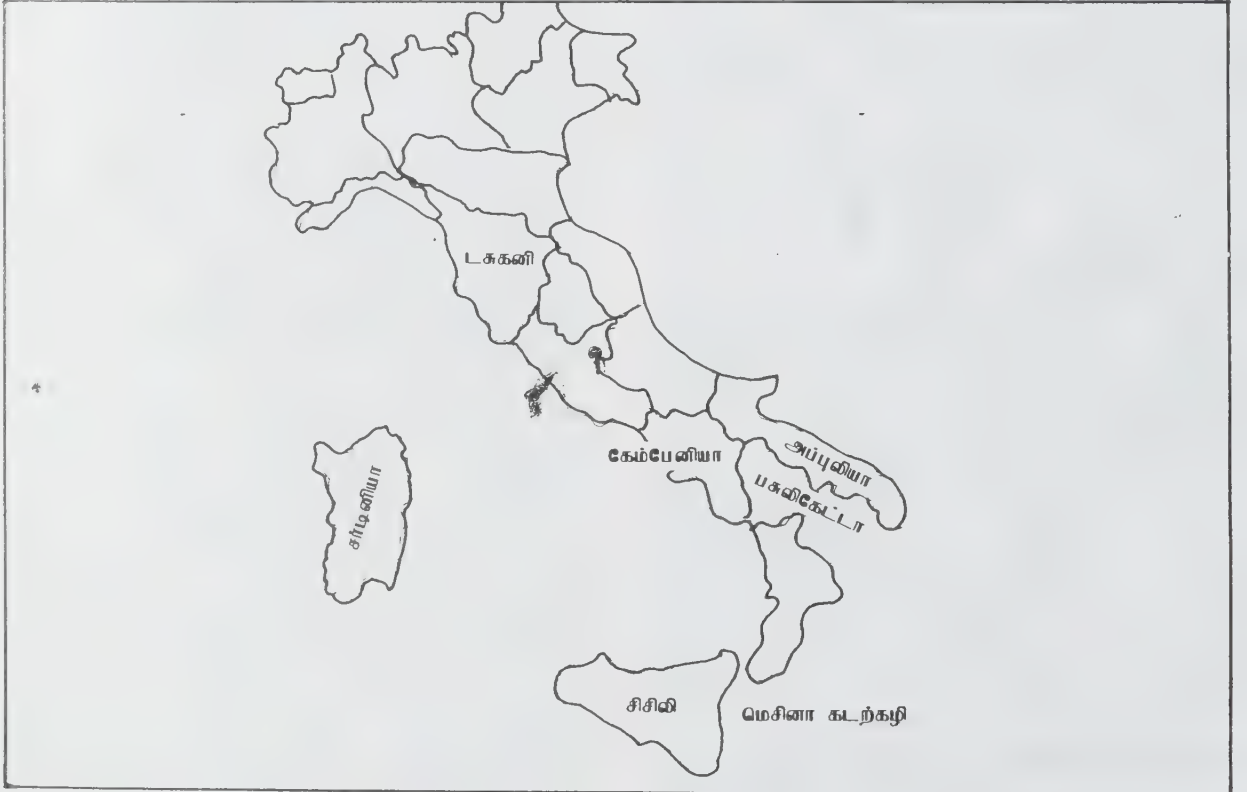 டசுகனி
கேம்பேனியா
அப்புலியா
பசுலிகேட்டா
சர்டினியா
சிசிலி
மெசினா கடற்கழி